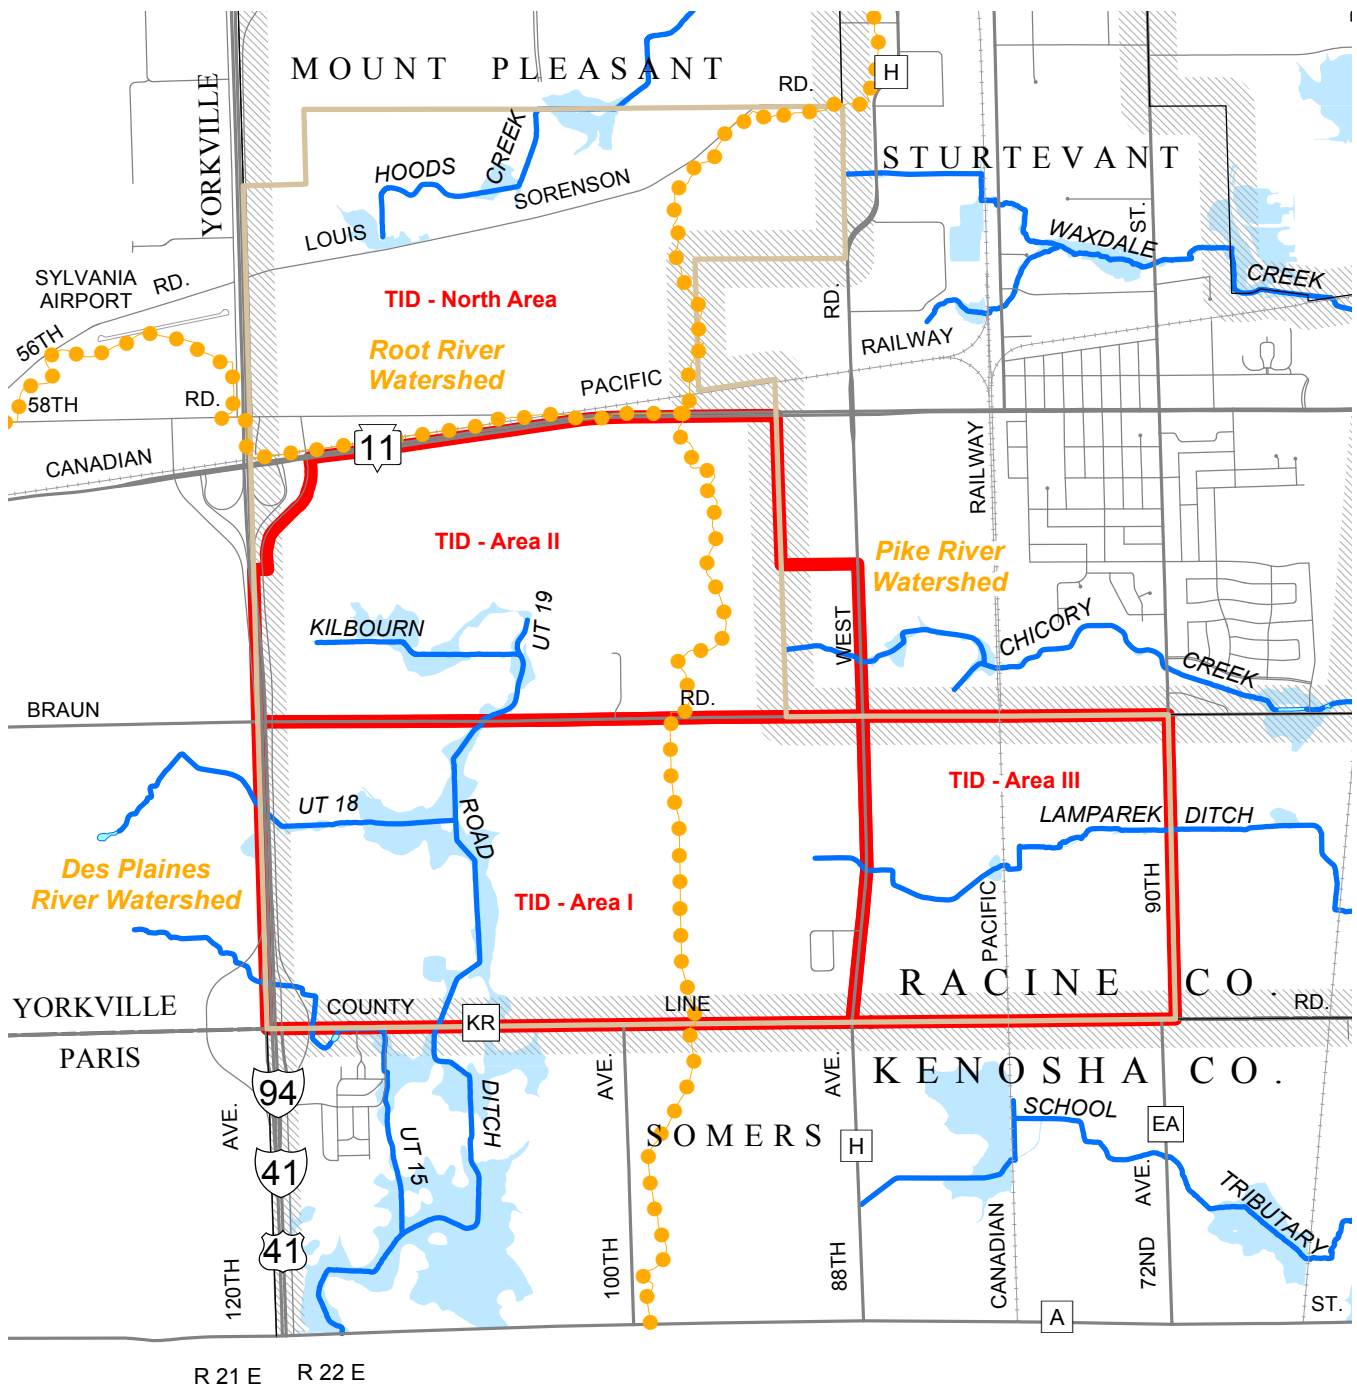 MOUNT PLEASANT
RD.
H
YORKVILLE
HOODS
CREEK
STURTEVANT
SORENSON
LOUIS
ST.
WAXDALE
CREEK
SYLVANIA
AIRPORT
RD.
TID - North Area
RD.
56TH
Root River
Watershed
RAILWAY
PACIFIC
58TH
RD.
11
CANADIAN
RAILWAY
TID - Area II
Pike River
Watershed
UT 19
KILBOURN
WEST
CHICORY
CREEK
BRAUN
RD.
TID - Area III
UT 18
ROAD
LAMPAREK
DITCH
Des Plaines
River Watershed
TID - Area I
90TH
PACIFIC
RACINE CO.
YORKVILLE
COUNTY
LINE
RD.
KR
PARIS
KENOSHA CO.
94
AVE.
AVE.
AVE.
DITCH
SCHOOL
SOMERS
H
EA
UT 15
41
AVE.
TRIBUTARY
41
120TH
100TH
88TH
CANADIAN
72ND
A
ST.
R 21 E
R 22 E